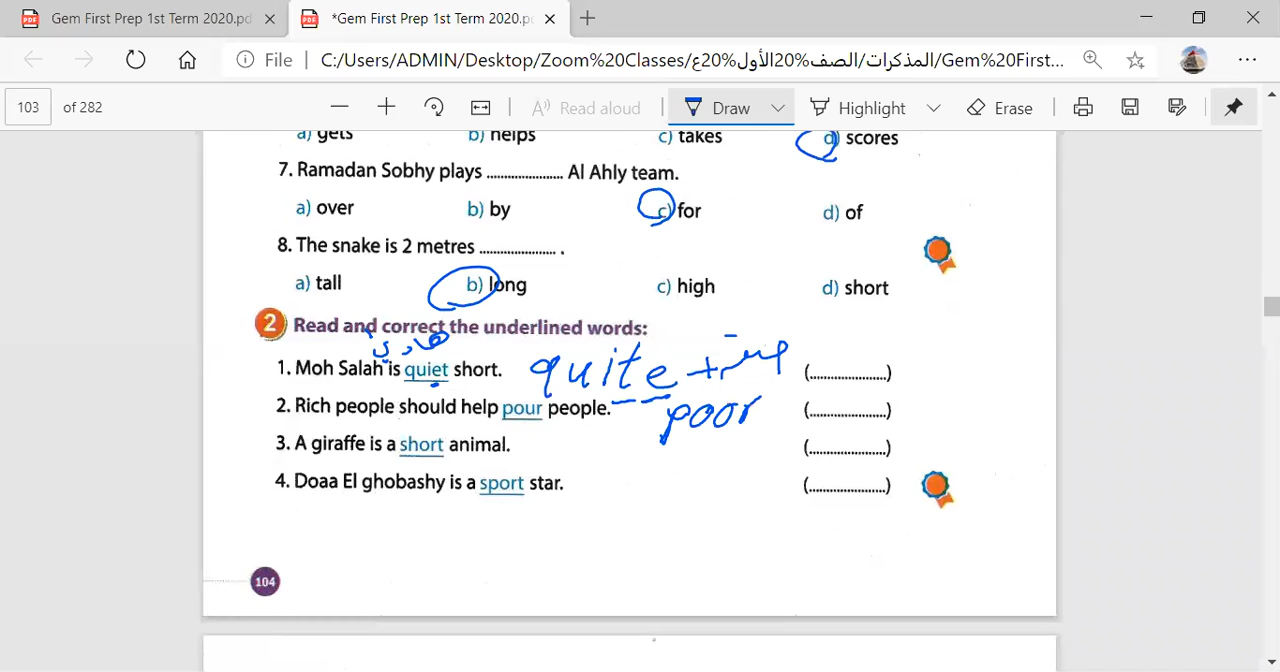 Gem First Prep 1st Term 2020.pd
*Gem First Prep 1st Term 2020.pc
File C:/Users/ADMIN/Desktop/Zoom%20Classes/المذكرات/الصف%20الأول%20ع/Gem%20First...
103 of 282 Read aloud Draw Highlight Erase
a) gets b) helps c) takes d) scores
7. Ramadan Sobhy plays .................... Al Ahly team.
a) over b) by c) for d) of
8. The snake is 2 metres .................... .
a) tall b) long c) high d) short
2 Read and correct the underlined words:
1. Moh Salah is quiet short. quite (....................)
2. Rich people should help pour people. poor (....................)
3. A giraffe is a short animal. (....................)
4. Doaa El ghobashy is a sport star. (....................)
104